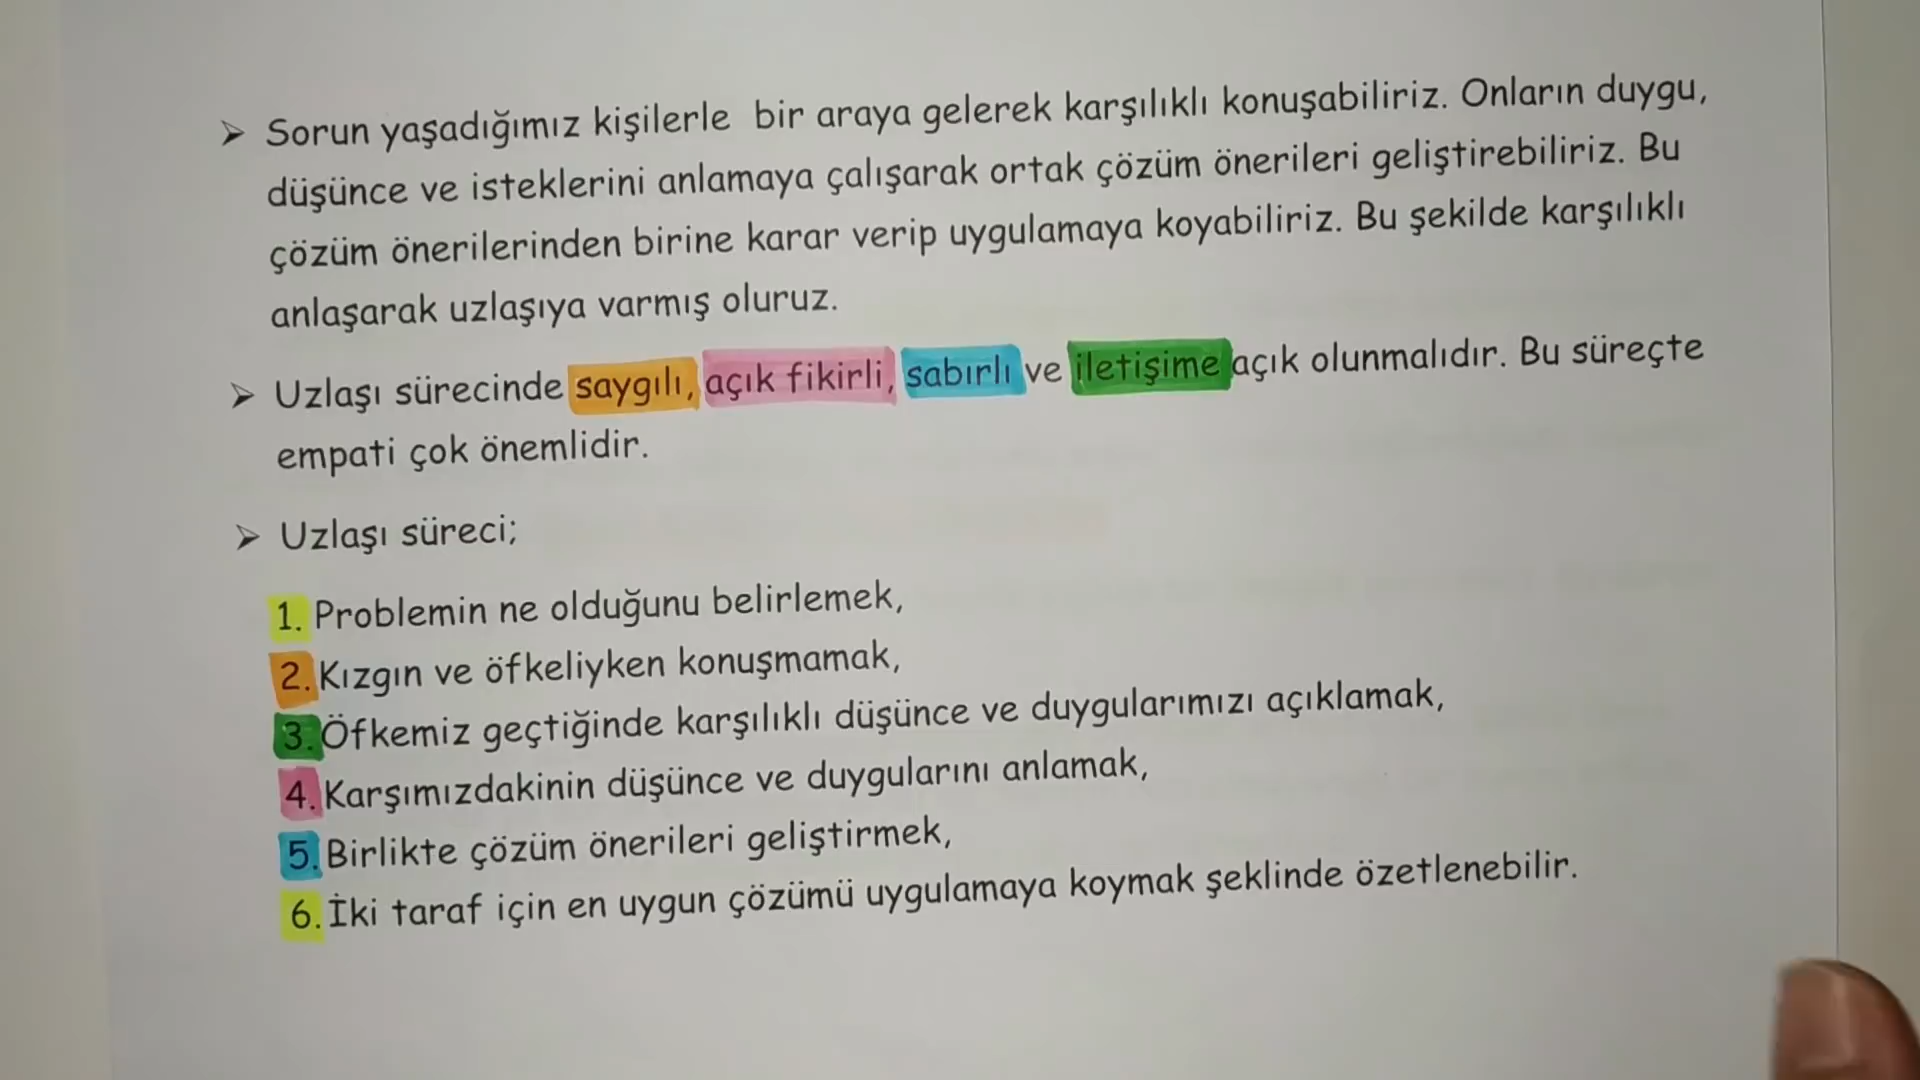 ➤ Sorun yaşadığımız kişilerle bir araya gelerek karşılıklı konuşabiliriz. Onların duygu,
düşünce ve isteklerini anlamaya çalışarak ortak çözüm önerileri geliştirebiliriz. Bu
çözüm önerilerinden birine karar verip uygulamaya koyabiliriz. Bu şekilde karşılıklı
anlaşarak uzlaşıya varmış oluruz.
➤ Uzlaşı sürecinde saygılı, açık fikirli, sabırlı ve iletişime açık olunmalıdır. Bu süreçte
empati çok önemlidir.
➤ Uzlaşı süreci;
1. Problemin ne olduğunu belirlemek,
2. Kızgın ve öfkeliyken konuşmamak,
3. Öfkemiz geçtiğinde karşılıklı düşünce ve duygularımızı açıklamak,
4. Karşımızdakinin düşünce ve duygularını anlamak,
5. Birlikte çözüm önerileri geliştirmek,
6. İki taraf için en uygun çözümü uygulamaya koymak şeklinde özetlenebilir.